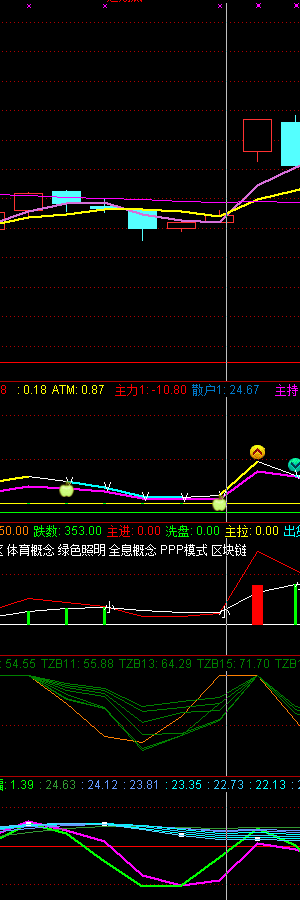 8 : 0.18 ATM: 0.87 主力1: -10.80 散户1: 24.67 主持
50.00 跌数: 353.00 主进: 0.00 洗盘: 0.00 主拉: 0.00 出货
体育概念 绿色照明 全息概念 PPP模式 区块链
: 54.55 TZB11: 55.88 TZB13: 64.29 TZB15: 71.70 TZB1
幅: 1.39 : 24.63 : 24.12 : 23.81 : 23.35 : 22.73 : 22.13 : 2